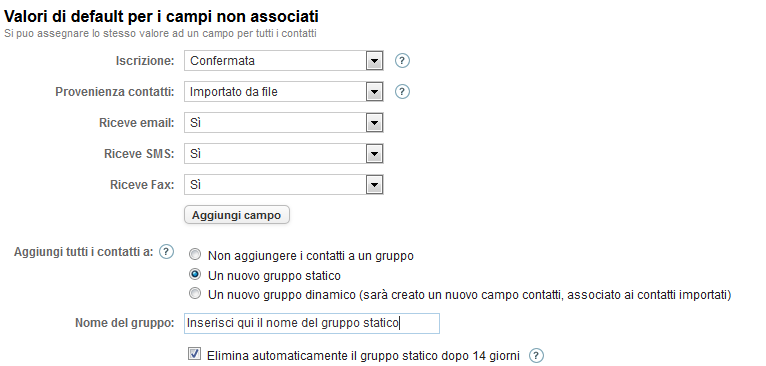 Valori di default per i campi non associati
Si puo assegnare lo stesso valore ad un campo per tutti i contatti
Iscrizione: Confermata ?
Provenienza contatti: Importato da file ?
Riceve email: Sì
Riceve SMS: Sì
Riceve Fax: Sì
Aggiungi campo
Aggiungi tutti i contatti a: ? Non aggiungere i contatti a un gruppo
Un nuovo gruppo statico
Un nuovo gruppo dinamico (sarà creato un nuovo campo contatti, associato ai contatti importati)
Nome del gruppo: Inserisci qui il nome del gruppo statico
Elimina automaticamente il gruppo statico dopo 14 giorni ?